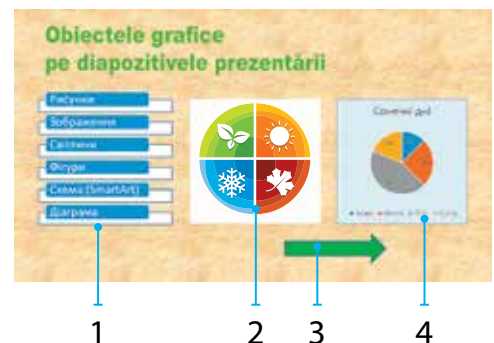 Obiectele grafice
pe diapozitivele prezentării
Рисунки
Зображення
Світлини
Фігури
Схема (SmartArt)
Діаграма
Сонячні дні
1 2 3 4